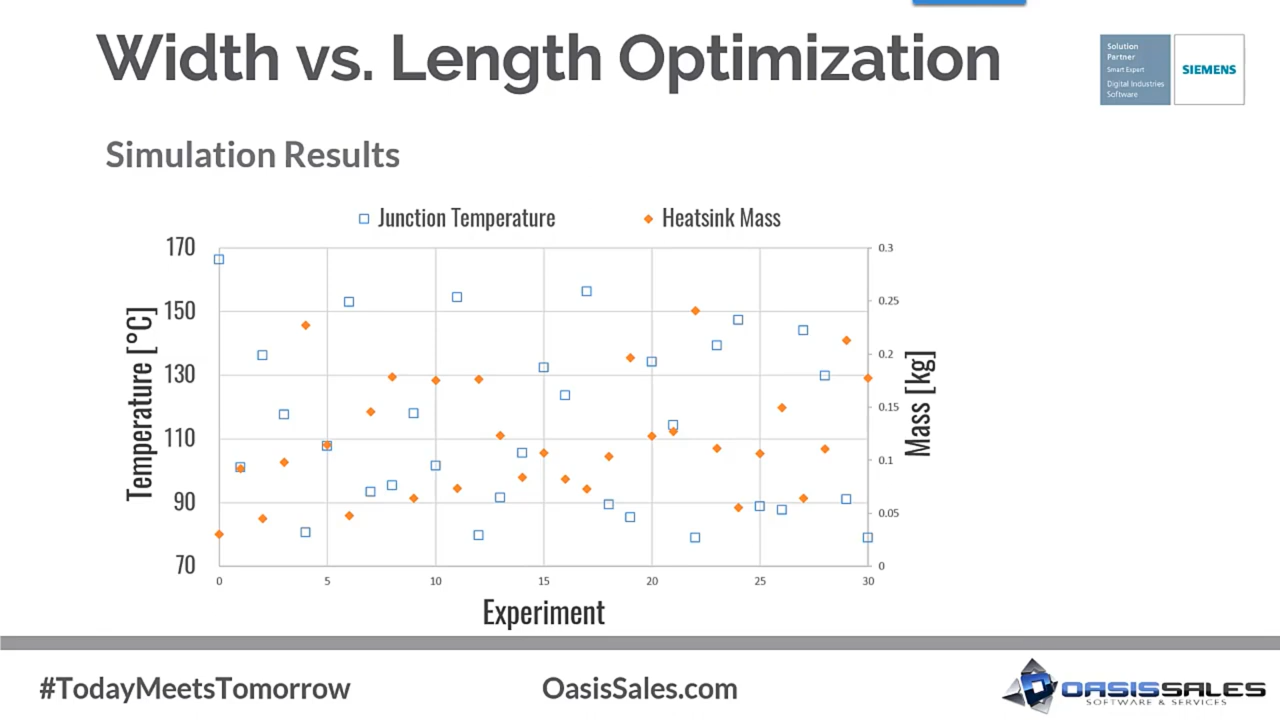 Width vs. Length Optimization
Solution
Partner
Smart Expert
Digital Industries
Software
SIEMENS
Simulation Results
Junction Temperature
Heatsink Mass
Temperature [°C]
170
150
130
110
90
70
0.3
0.25
0.2
0.15
0.1
0.05
0
Mass [kg]
0 5 10 15 20 25 30
Experiment
#TodayMeetsTomorrow
OasisSales.com
OASISSALES
SOFTWARE & SERVICES